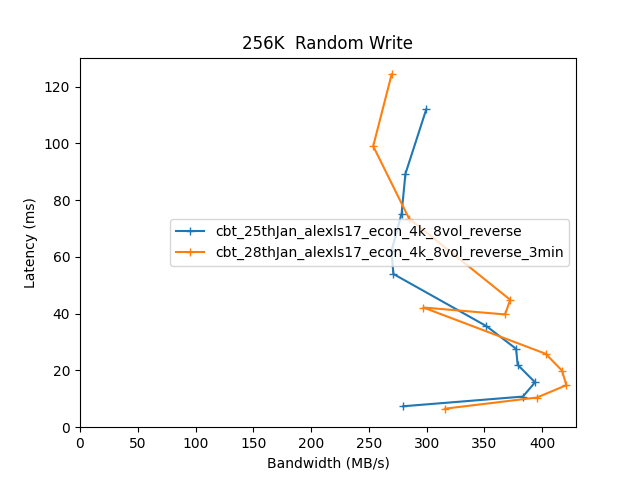 256K  Random Write
120
100
80
60
40
20
0
Latency (ms)
cbt_25thJan_alexls17_econ_4k_8vol_reverse
cbt_28thJan_alexls17_econ_4k_8vol_reverse_3min
0 50 100 150 200 250 300 350 400
Bandwidth (MB/s)